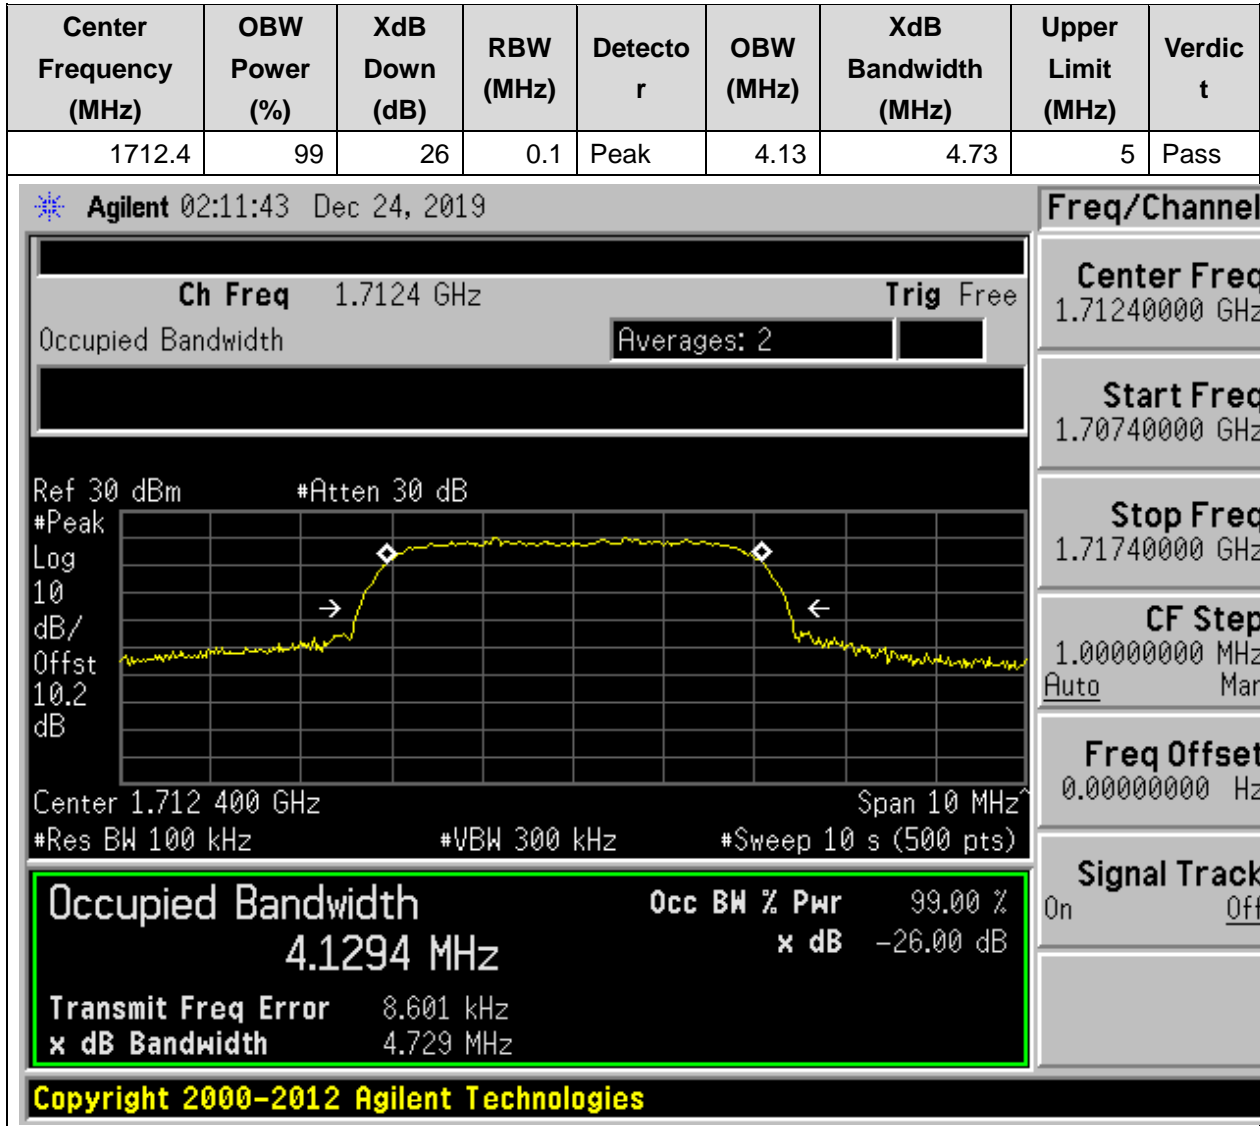 Center Frequency (MHz) OBW Power (%) XdB Down (dB) RBW (MHz) Detecto r OBW (MHz) XdB Bandwidth (MHz) Upper Limit (MHz) Verdic t
1712.4 99 26 0.1 Peak 4.13 4.73 5 Pass
Agilent 02:11:43 Dec 24, 2019
Ch Freq 1.7124 GHz Trig Free
Occupied Bandwidth Averages: 2
Ref 30 dBm #Atten 30 dB
#Peak
Log
10
dB/
Offst
10.2
dB
Center 1.712 400 GHz Span 10 MHz^
#Res BW 100 kHz #VBW 300 kHz #Sweep 10 s (500 pts)
Occupied Bandwidth Occ BW % Pwr 99.00 %
4.1294 MHz x dB -26.00 dB
Transmit Freq Error 8.601 kHz
x dB Bandwidth 4.729 MHz
Copyright 2000-2012 Agilent Technologies
Freq/Channel
Center Freq
1.71240000 GHz
Start Freq
1.70740000 GHz
Stop Freq
1.71740000 GHz
CF Step
1.00000000 MHz
Auto Man
Freq Offset
0.00000000 Hz
Signal Track
On Off